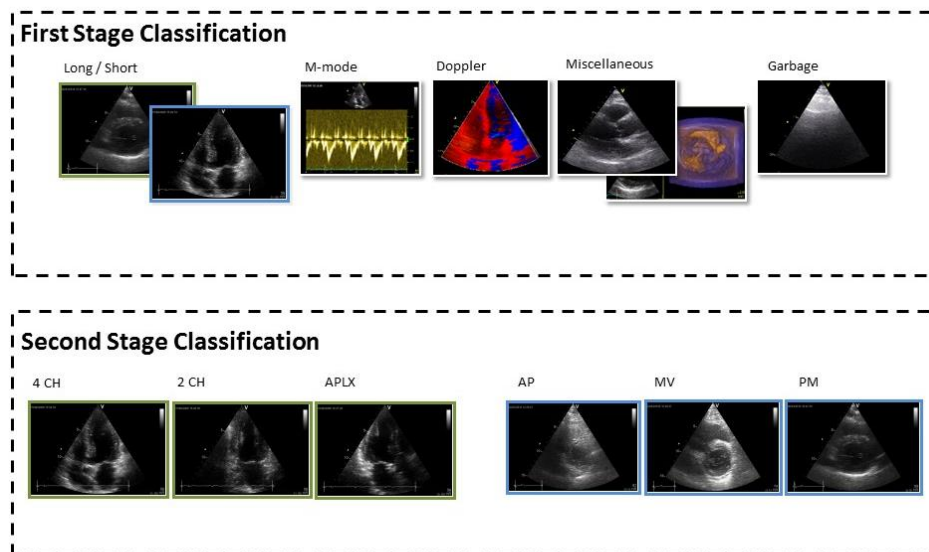 First Stage Classification
Long / Short
M-mode
Doppler
Miscellaneous
Garbage
Second Stage Classification
4 CH
2 CH
APLX
AP
MV
PM